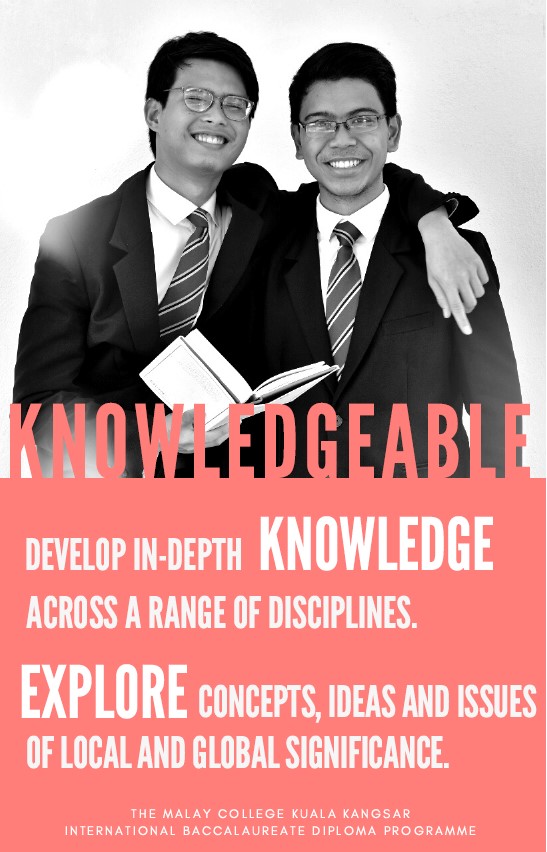 KNOWLEDGEABLE
DEVELOP IN-DEPTH KNOWLEDGE
ACROSS A RANGE OF DISCIPLINES.
EXPLORE CONCEPTS, IDEAS AND ISSUES
OF LOCAL AND GLOBAL SIGNIFICANCE.
THE MALAY COLLEGE KUALA KANGSAR
INTERNATIONAL BACCALAUREATE DIPLOMA PROGRAMME